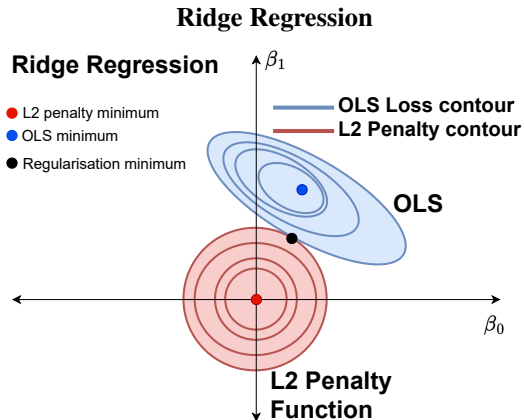 Ridge Regression
β₁
Ridge Regression
L2 penalty minimum
OLS minimum
Regularisation minimum
OLS Loss contour
L2 Penalty contour
OLS
β₀
L2 Penalty
Function